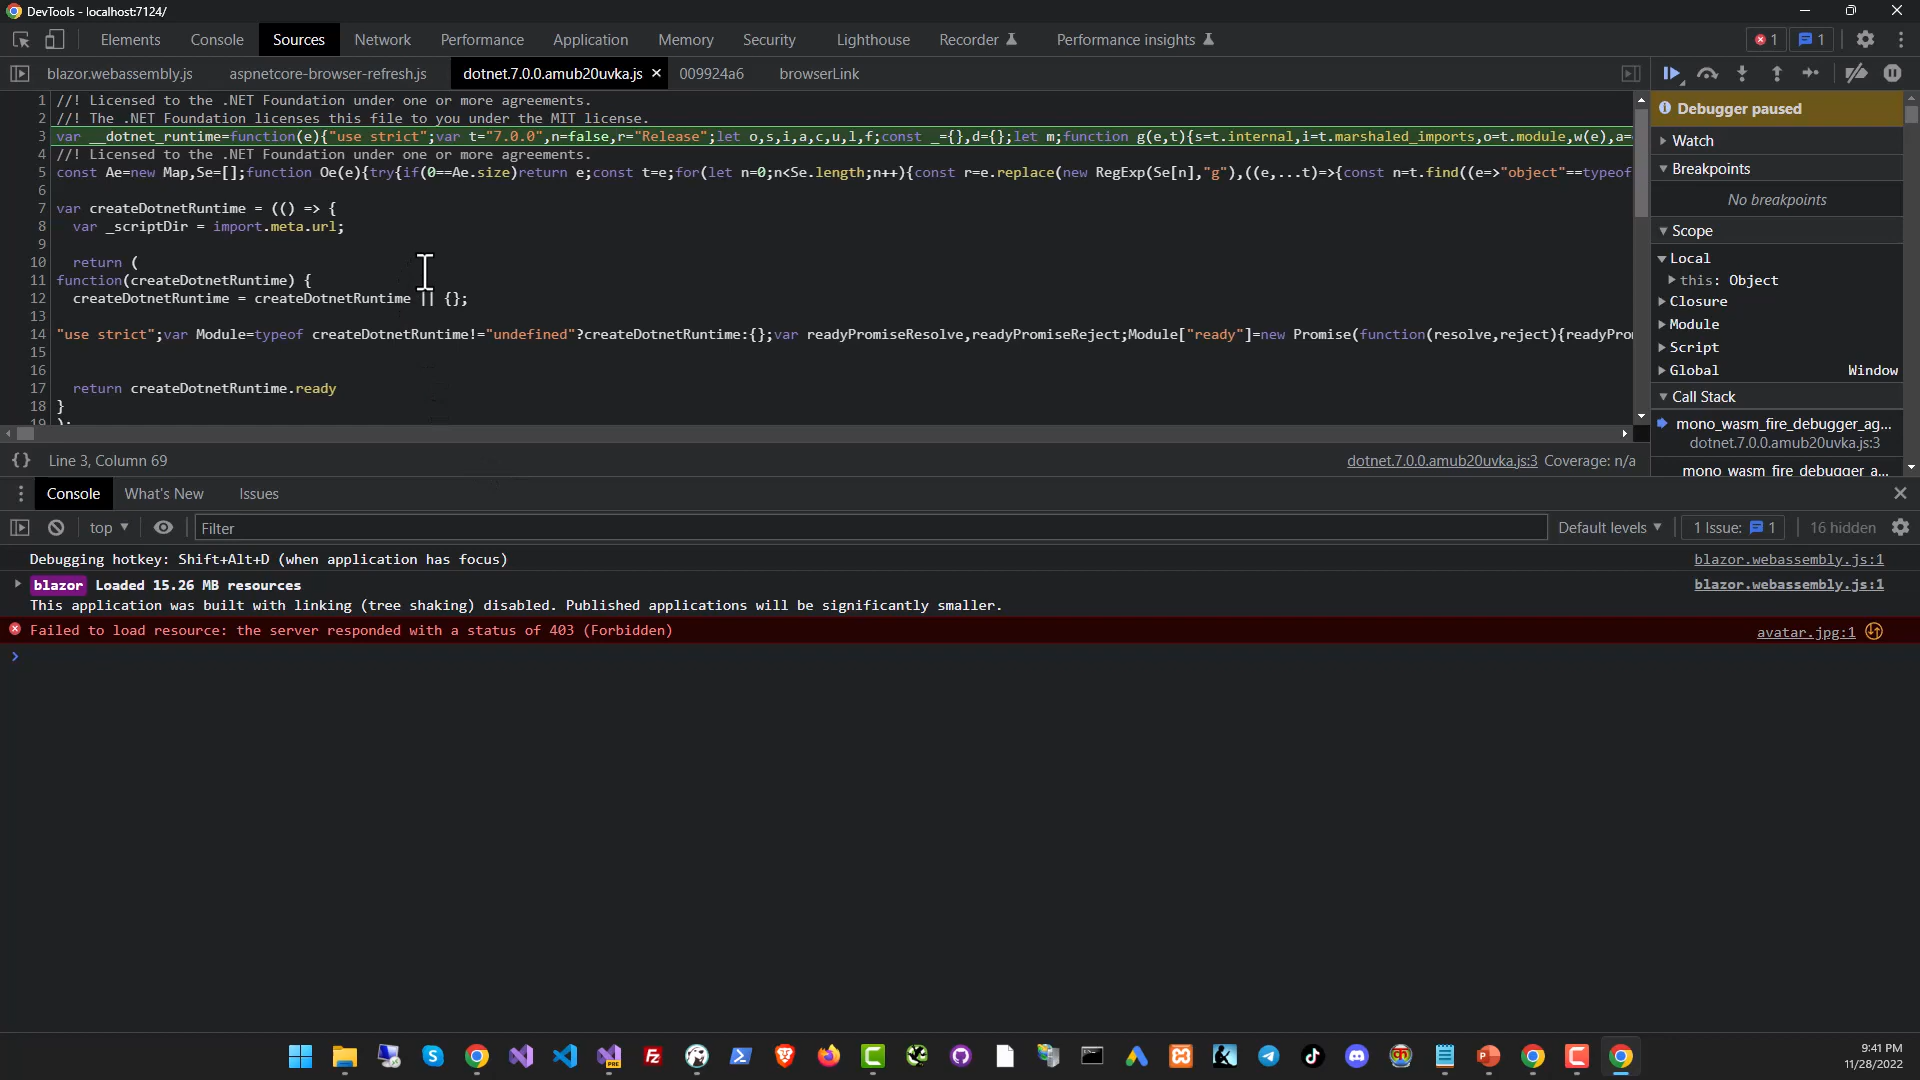 DevTools - localhost:7124/
Elements Console Sources Network Performance Application Memory Security Lighthouse Recorder Performance insights 1 1
blazor.webassembly.js aspnetcore-browser-refresh.js dotnet.7.0.0.amub20uvka.js × 009924a6 browserLink
1 //! Licensed to the .NET Foundation under one or more agreements.
2 //! The .NET Foundation licenses this file to you under the MIT license.
3 var __dotnet_runtime=function(e){"use strict";var t="7.0.0",n=false,r="Release";let o,s,i,a,c,u,l,f;const _={},d={};let m;function g(e,t){s=t.internal,i=t.marshaled_imports,o=t.module,w(e),a=
4 //! Licensed to the .NET Foundation under one or more agreements.
5 const Ae=new Map,Se=[];function Oe(e){try{if(0==Ae.size)return e;const t=e;for(let n=0;n<Se.length;n++){const r=e.replace(new RegExp(Se[n],"g"),((e,...t)=>{const n=t.find((e=>"object"==typeof
6
7 var createDotnetRuntime = (() => {
8 var _scriptDir = import.meta.url;
9
10 return (
11 function(createDotnetRuntime) {
12 createDotnetRuntime = createDotnetRuntime || {};
13
14 "use strict";var Module=typeof createDotnetRuntime!="undefined"?createDotnetRuntime:{};var readyPromiseResolve,readyPromiseReject;Module["ready"]=new Promise(function(resolve,reject){readyPro
15
16
17 return createDotnetRuntime.ready
18 }
19 );
{} Line 3, Column 69 dotnet.7.0.0.amub20uvka.js:3 Coverage: n/a
Debugger paused
Watch
Breakpoints
No breakpoints
Scope
Local
this: Object
Closure
Module
Script
Global Window
Call Stack
mono_wasm_fire_debugger_ag...
dotnet.7.0.0.amub20uvka.js:3
mono_wasm_fire_debugger_a...
Console What's New Issues
top Filter Default levels 1 Issue: 1 16 hidden
Debugging hotkey: Shift+Alt+D (when application has focus) blazor.webassembly.js:1
blazor Loaded 15.26 MB resources blazor.webassembly.js:1
This application was built with linking (tree shaking) disabled. Published applications will be significantly smaller.
Failed to load resource: the server responded with a status of 403 (Forbidden) avatar.jpg:1
9:41 PM
11/28/2022